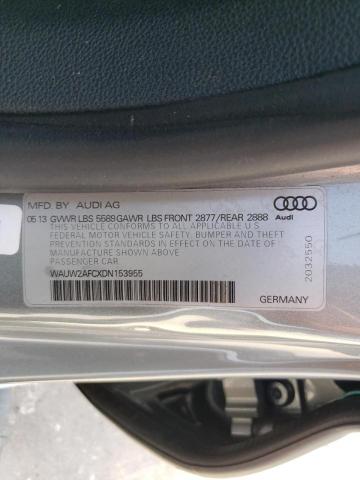 MFD. BY AUDI AG
05 13 GVWR LBS 5589 GAWR LBS FRONT 2877/REAR 2888
THIS VEHICLE CONFORMS TO ALL APPLICABLE U.S.
FEDERAL MOTOR VEHICLE SAFETY, BUMPER AND THEFT
PREVENTION STANDARDS IN EFFECT ON THE DATE OF
MANUFACTURE SHOWN ABOVE
PASSENGER CAR
WAUW2AFCXDN153955
Audi
2032550
GERMANY